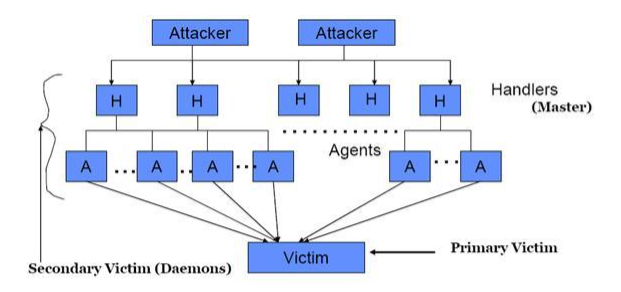 Attacker
Attacker
H
H
H
H
H
Handlers
(Master)
Agents
A
A
A
A
A
A
Victim
Primary Victim
Secondary Victim (Daemons)